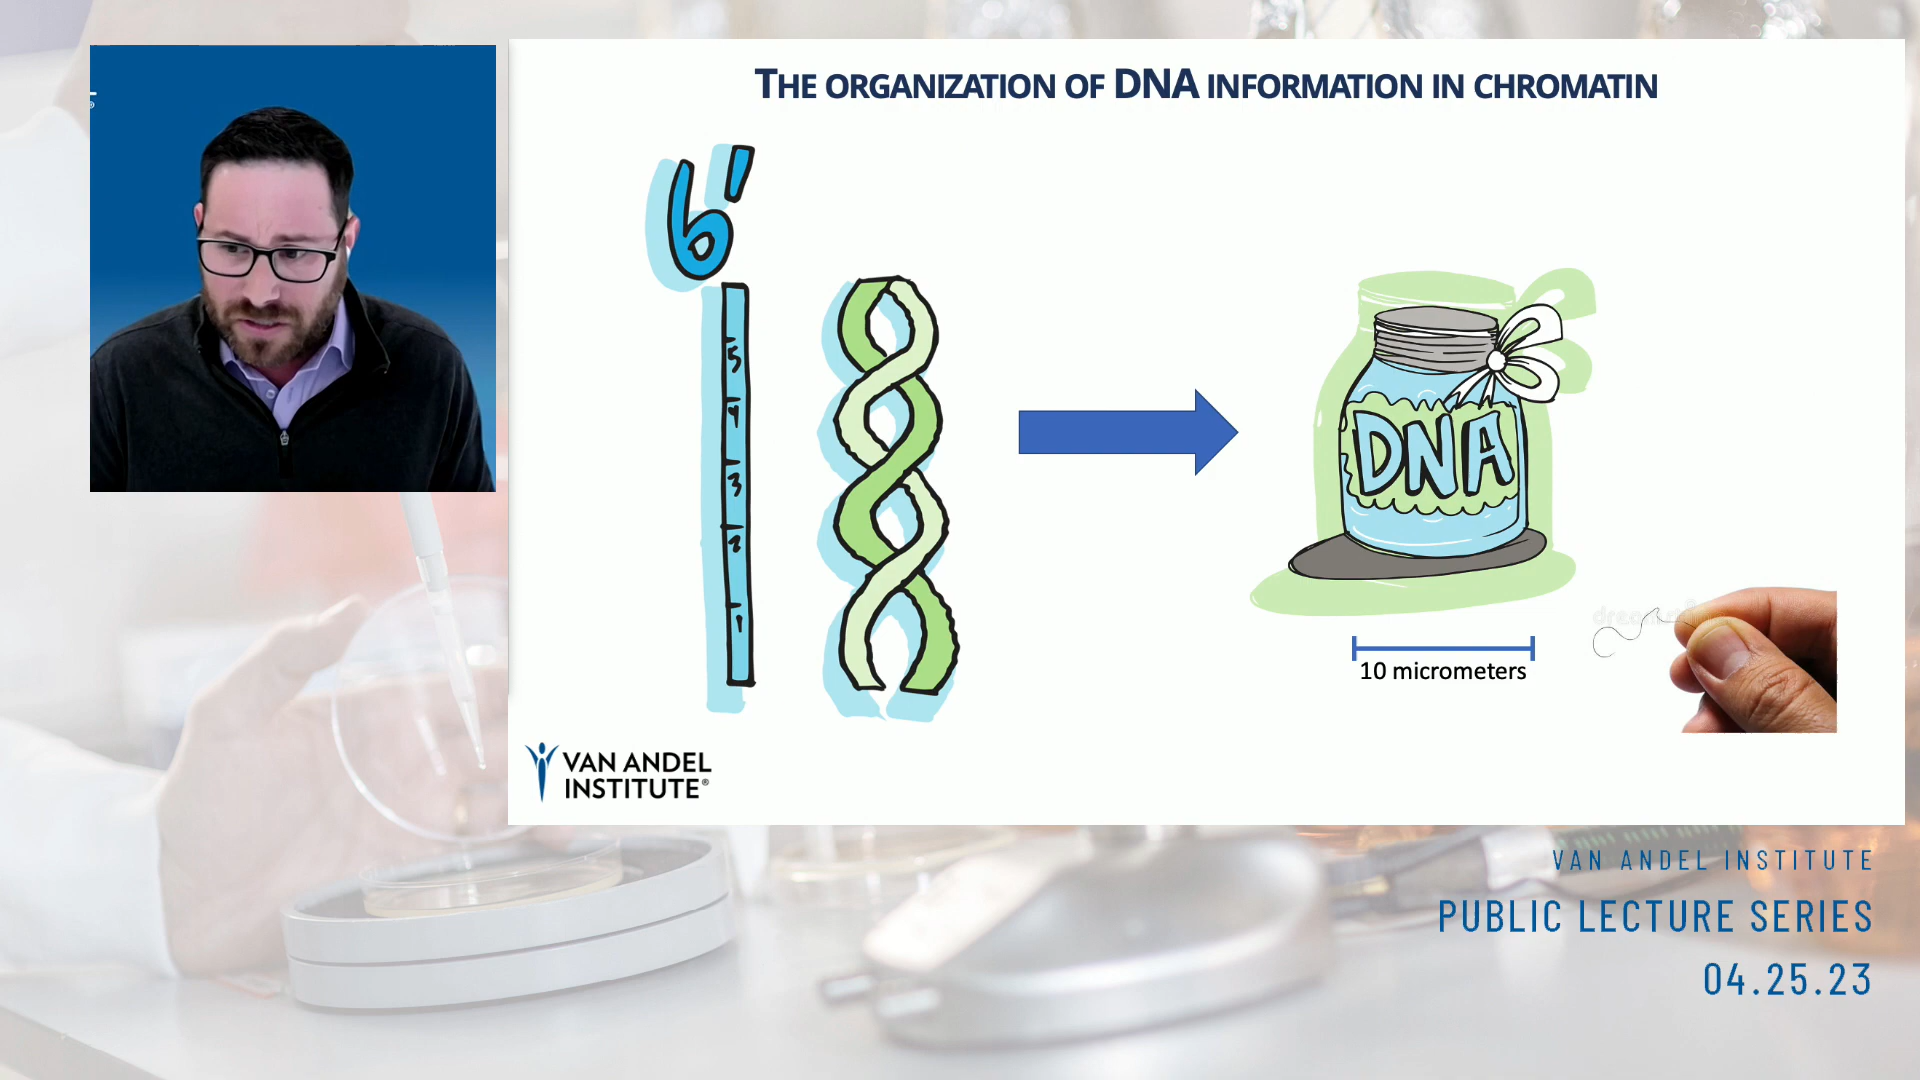 THE ORGANIZATION OF DNA INFORMATION IN CHROMATIN
6'
5
4
3
2
1
DNA
10 micrometers
VAN ANDEL
INSTITUTE®
VAN ANDEL INSTITUTE
PUBLIC LECTURE SERIES
04.25.23